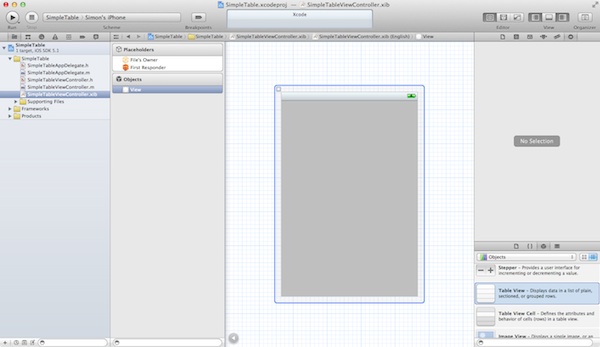 SimpleTable.xcodeproj — SimpleTableViewController.xib
SimpleTable
Simon's iPhone
Xcode
Run
Stop
Scheme
Breakpoints
Editor
View
Organizer
SimpleTable
1 target, iOS SDK 5.1
SimpleTable
SimpleTableAppDelegate.h
SimpleTableAppDelegate.m
SimpleTableViewController.h
SimpleTableViewController.m
SimpleTableViewController.xib
Supporting Files
Frameworks
Products
SimpleTable
SimpleTable
SimpleTableViewController.xib
SimpleTableViewController.xib (English)
View
Placeholders
File's Owner
First Responder
Objects
View
No Selection
Objects
Stepper - Provides a user interface for
incrementing or decrementing a value.
Table View - Displays data in a list of plain,
sectioned, or grouped rows.
Table View Cell - Defines the attributes and
behavior of cells (rows) in a table view.
Image View - Displays a single image, or an